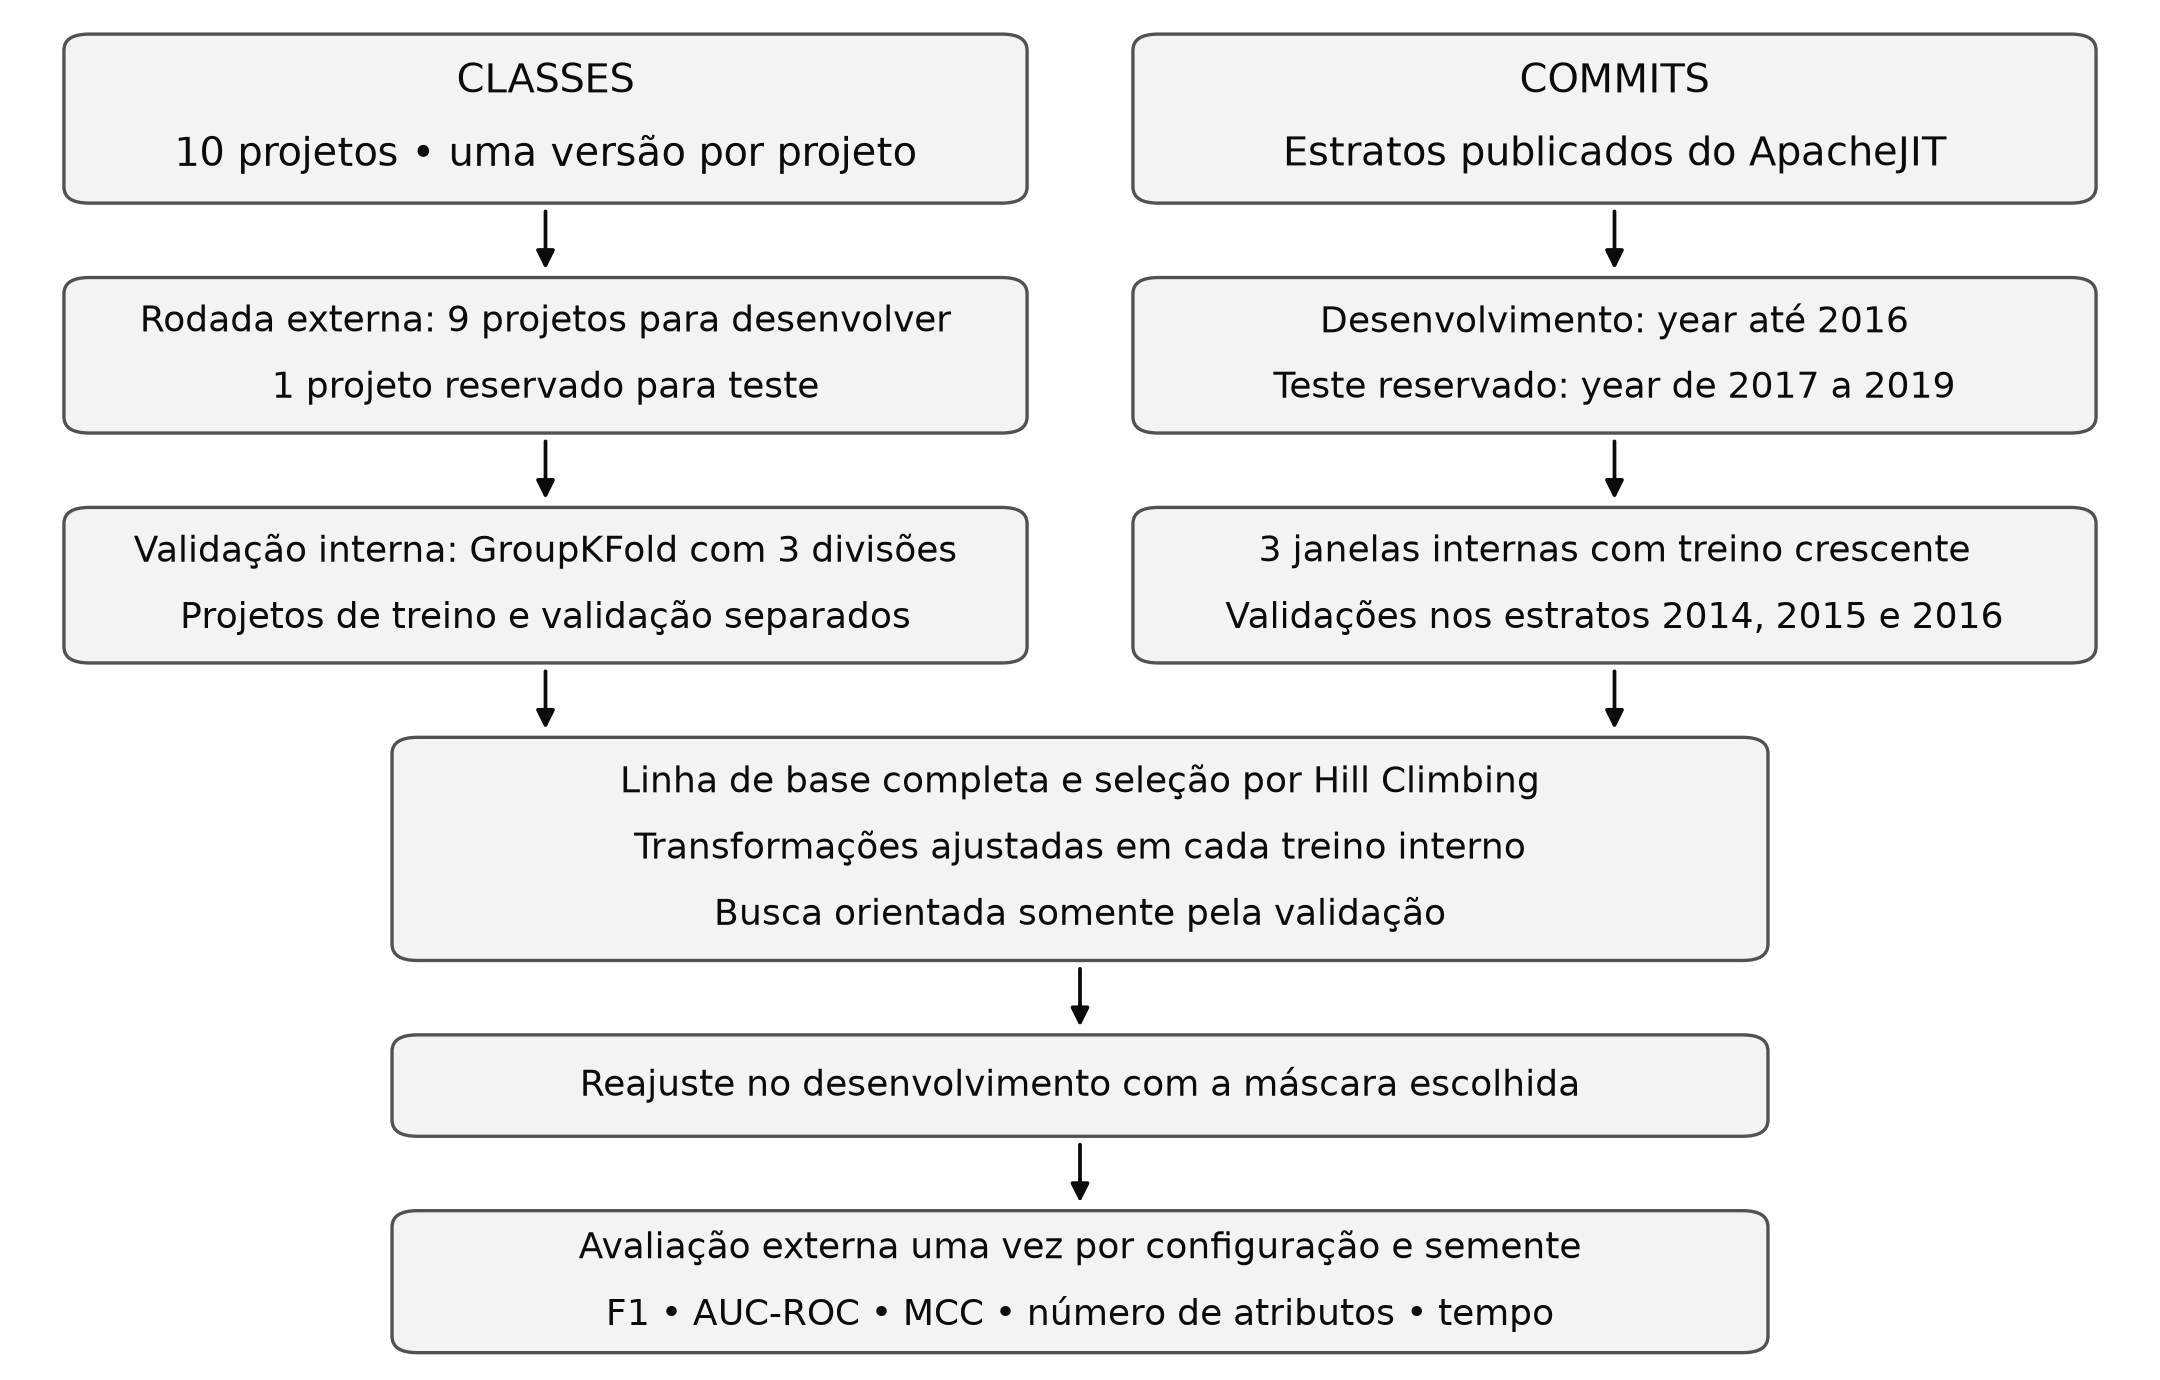 CLASSES
10 projetos • uma versão por projeto
COMMITS
Estratos publicados do ApacheJIT
Rodada externa: 9 projetos para desenvolver
1 projeto reservado para teste
Desenvolvimento: year até 2016
Teste reservado: year de 2017 a 2019
Validação interna: GroupKFold com 3 divisões
Projetos de treino e validação separados
3 janelas internas com treino crescente
Validações nos estratos 2014, 2015 e 2016
Linha de base completa e seleção por Hill Climbing
Transformações ajustadas em cada treino interno
Busca orientada somente pela validação
Reajuste no desenvolvimento com a máscara escolhida
Avaliação externa uma vez por configuração e semente
F1 • AUC-ROC • MCC • número de atributos • tempo